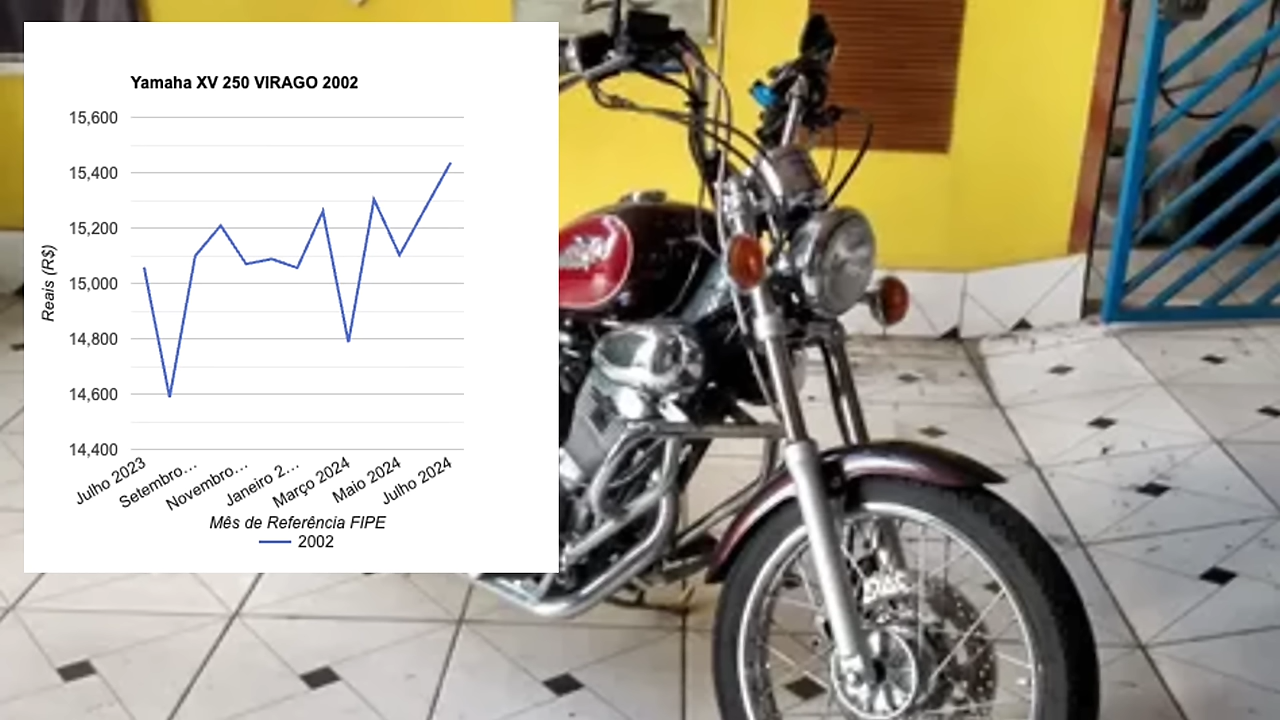 Yamaha XV 250 VIRAGO 2002
15,600
15,400
15,200
15,000
14,800
14,600
14,400
Reais (R$)
Julho 2023
Setembro...
Novembro...
Janeiro 2...
Março 2024
Maio 2024
Julho 2024
Mês de Referência FIPE
2002